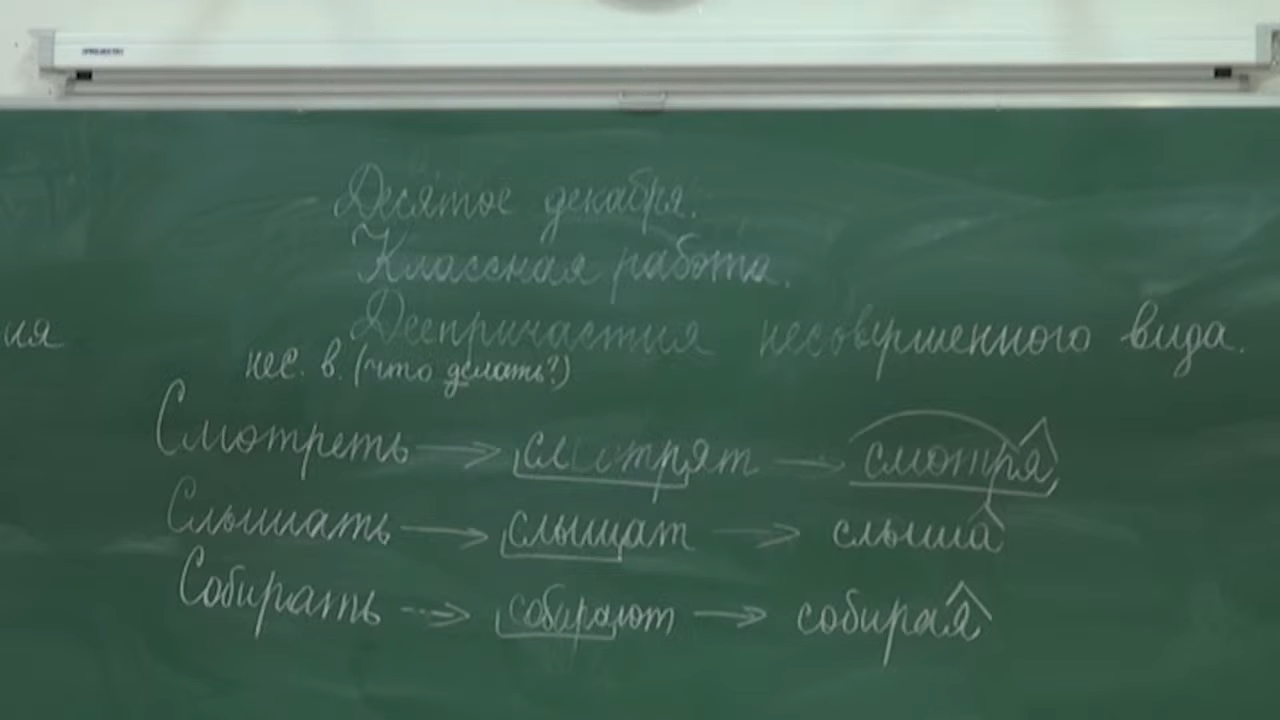 Десятое декабря.
Классная работа.
Деепричастия несовершенного вида.
нес. в. (что делать?)
Смотреть → смотрят → смотря
Слышать → слышат → слыша
Собирать → собирают → собирая